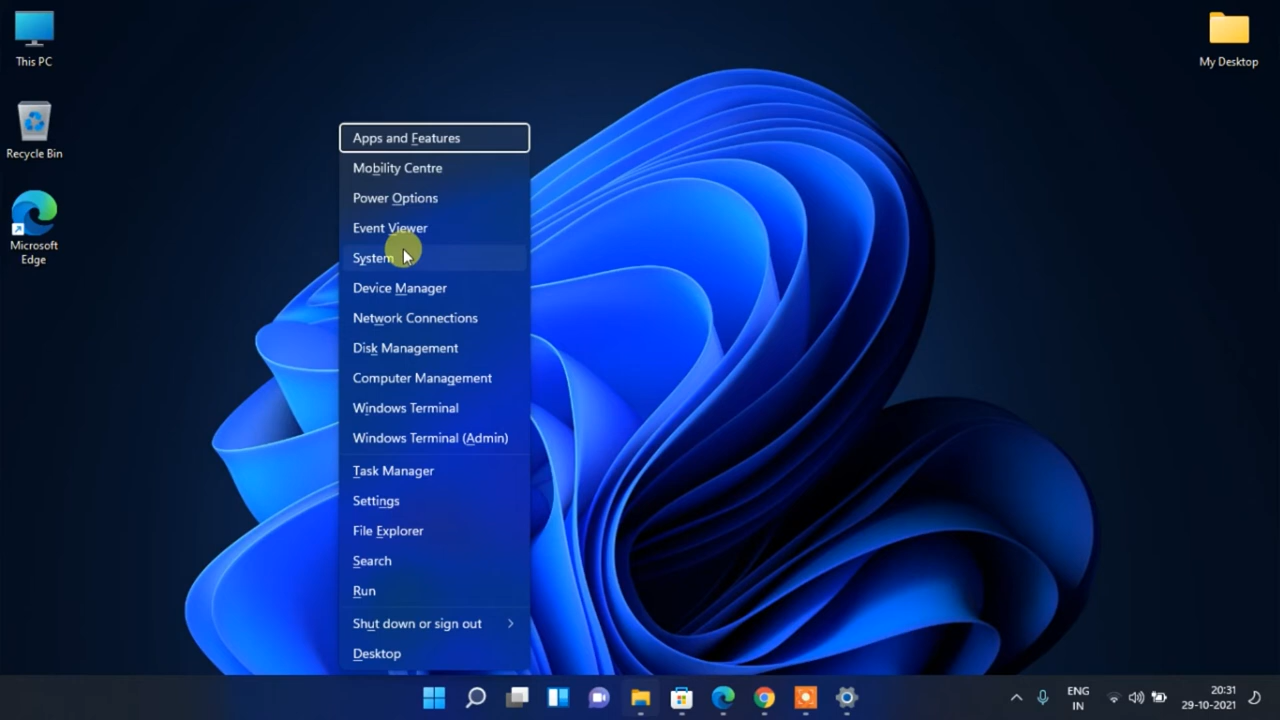 This PC
Recycle Bin
Microsoft
Edge
My Desktop
Apps and Features
Mobility Centre
Power Options
Event Viewer
System
Device Manager
Network Connections
Disk Management
Computer Management
Windows Terminal
Windows Terminal (Admin)
Task Manager
Settings
File Explorer
Search
Run
Shut down or sign out
Desktop
ENG
IN
20:31
29-10-2021